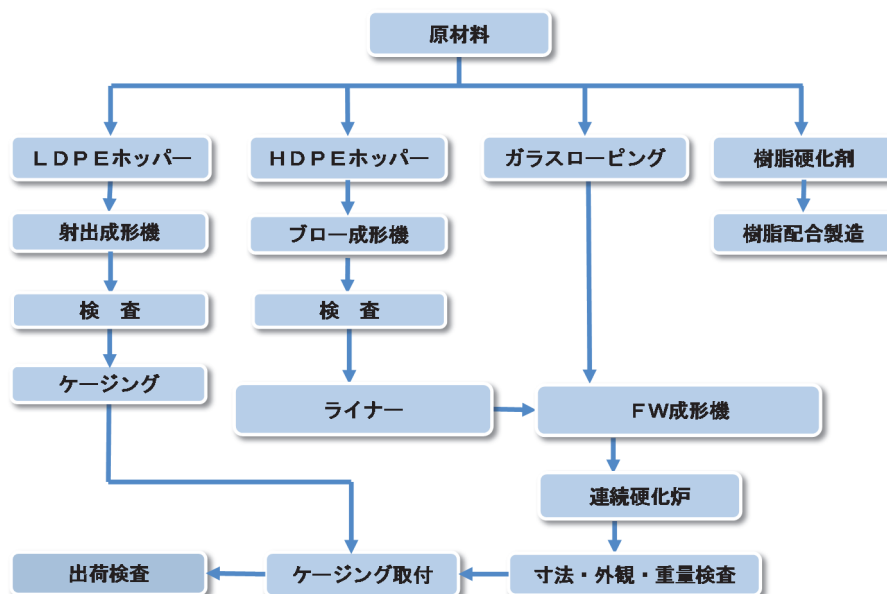 原材料
ＬＤＰＥホッパー
ＨＤＰＥホッパー
ガラスローピング
樹脂硬化剤
射出成形機
ブロー成形機
樹脂配合製造
検　査
検　査
ケージング
ライナー
ＦＷ成形機
連続硬化炉
出荷検査
ケージング取付
寸法・外観・重量検査